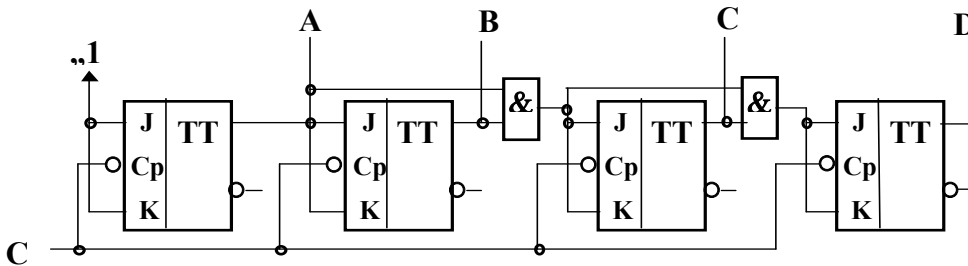 A B C D
„1
& &
J TT J TT J TT J TT
Cp Cp Cp Cp
K K K K
C